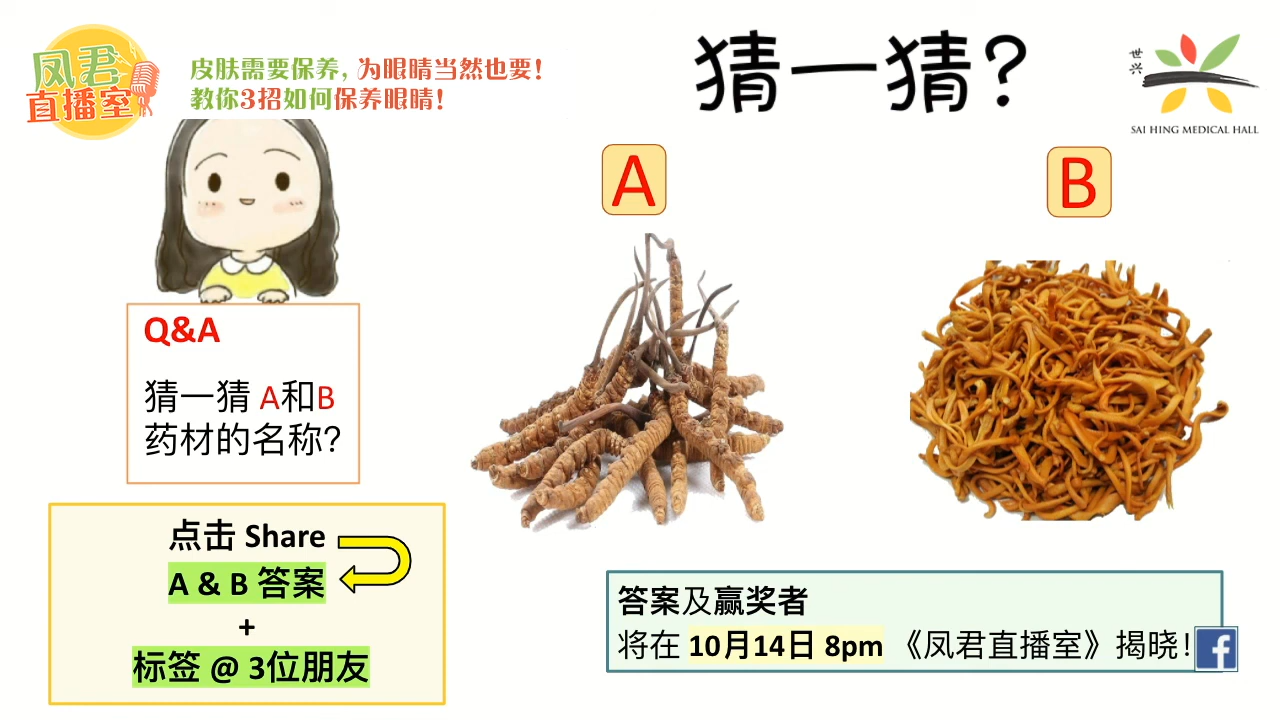 凤君
直播室
皮肤需要保养,为眼睛当然也要!
教你3招如何保养眼睛!
猜一猜?
世兴
SAI HING MEDICAL HALL
A
B
Q&A
猜一猜 A和B
药材的名称?
点击 Share
A & B 答案
+
标签 @ 3位朋友
答案及赢奖者
将在 10月14日 8pm 《凤君直播室》揭晓!
f